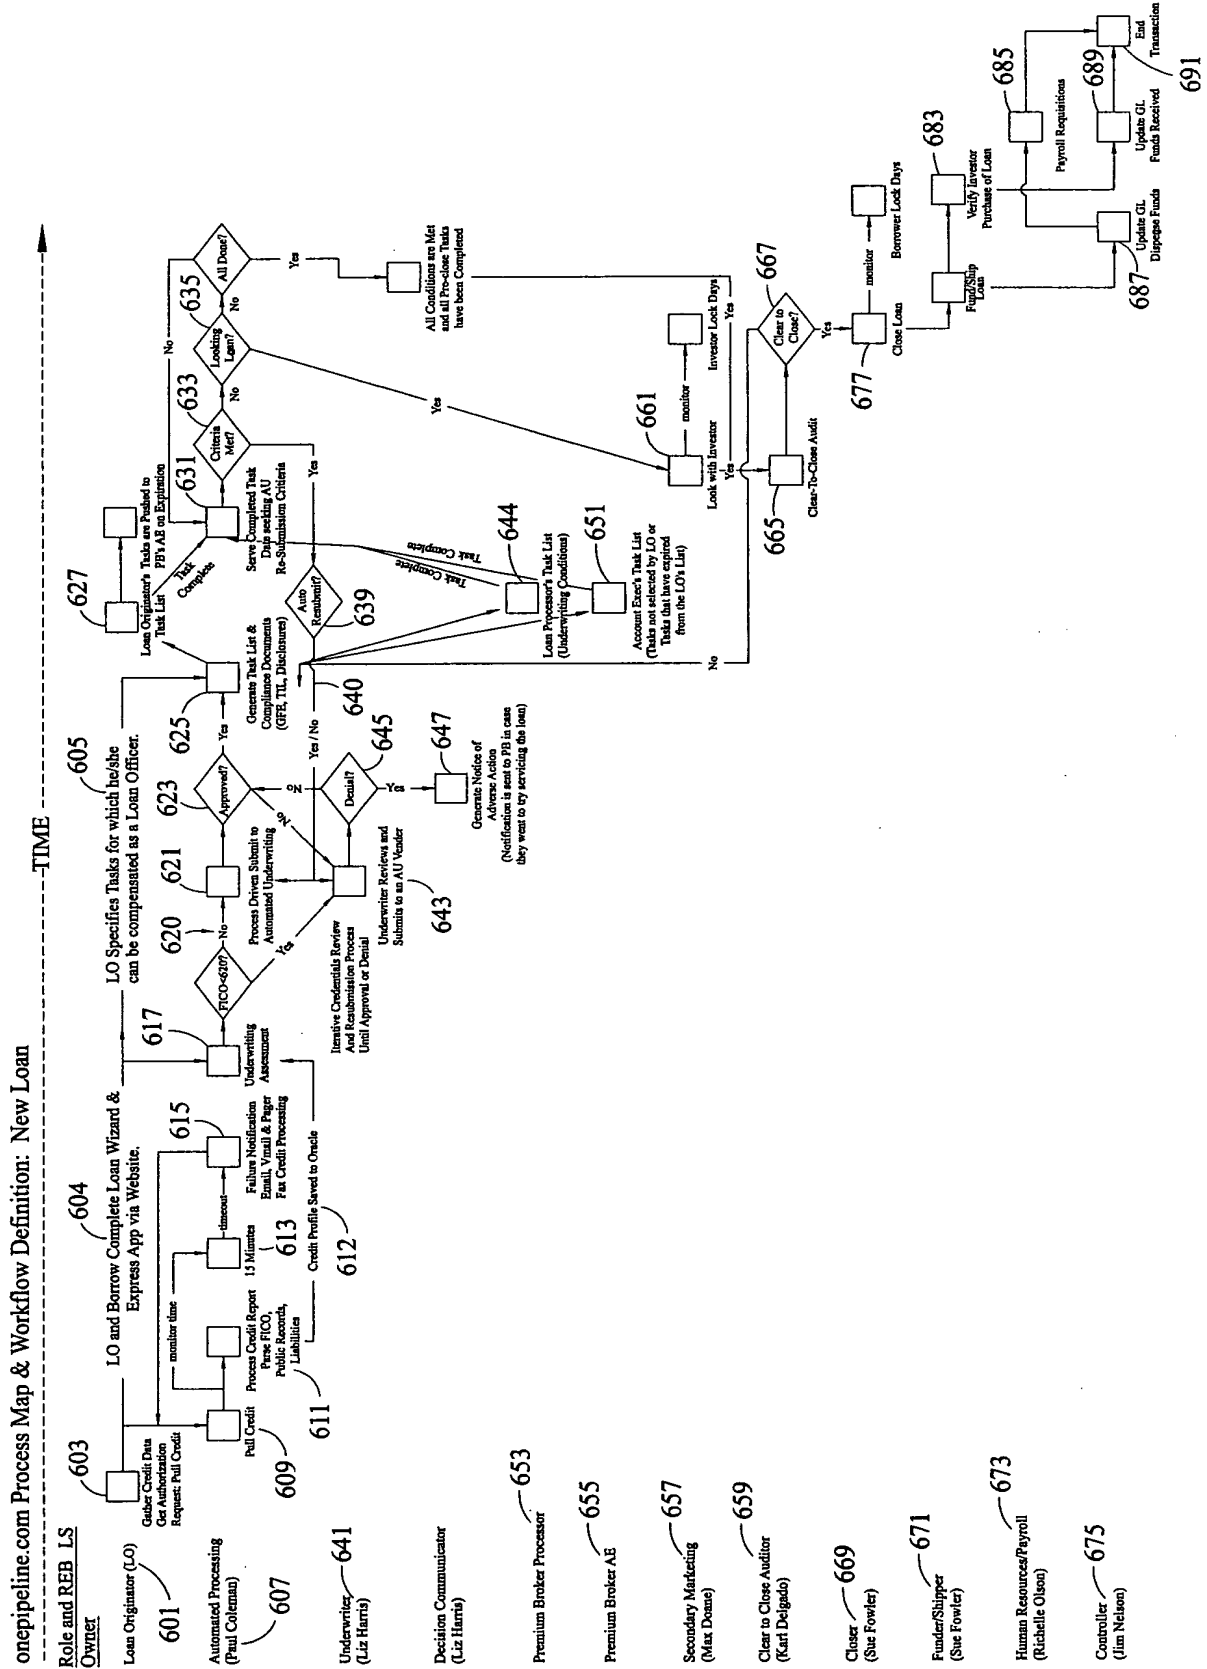 onepipeline.com Process Map & Workflow Definition: New Loan
TIME
Role and REB LS
Owner
Loan Originator (LO)
601
Automated Processing
(Paul Coleman)
607
Underwriter
(Liz Harris)
641
Decision Communicator
(Liz Harris)
Premium Broker Processor
653
Premium Broker AE
655
Secondary Marketing
(Max Dome)
657
Clear to Close Auditor
(Karl Delgado)
659
Closer
(Sue Fowler)
669
Funder/Shipper
(Sue Fowler)
671
Human Resources/Payroll
(Richelle Olson)
673
Controller
(Jim Nelson)
675
603
Gather Credit Data
Get Authorization
Request: Pull Credit
604
LO and Borrow Complete Loan Wizard &
Express App via Website.
605
LO Specifies Tasks for which he/she
can be compensated as a Loan Officer.
627
Loan Originator's Tasks are Pushed to
Task List
PB's AE on Expiration
Task
Complete
monitor time
Pull Credit
609
Process Credit Report
Parse FICO,
Public Records,
Liabilities
611
15 Minutes
613
timeout
615
Failure Notification
Email, Vmail & Pager
Fax Credit Processing
Credit Profile Saved to Oracle
612
617
Underwriting
Assessment
FICO<620?
620
No
Yes
621
Process Driven Submit to
Automated Underwriting
623
Approved?
Yes
No
625
Generate Task List &
Compliance Documents
(GFE, TIL, Disclosures)
631
Serve Completed Task
Date seeking AU
Re-Submission Critieria
633
Criteria
Met?
No
Yes
635
Looking
Loan?
No
Yes
All Done?
No
Yes
All Conditions are Met
and all Pro-close Tasks
have been Completed
Auto
Resubmit?
639
640
Yes / No
Iterative Credentials Review
And Resubmission Process
Until Approval or Denial
Underwriter Reviews and
Submits to an AU Vender
643
Denial?
645
No
Yes
647
Generate Notice of
Adverse Action
(Notification is sent to PB in case
they went to try servicing the loan)
Task Complete
Task Complete
644
Loan Processor's Task List
(Underwriting Conditions)
651
Account Exec's Task List
(Tasks not selected by LO or
Tasks that have expired
from the LO's List)
661
Look with Investor
monitor
Investor Lock Days
Yes
Yes
665
Clear-To-Close Audit
667
Clear to
Close?
No
Yes
677
Close Loan
monitor
Borrower Lock Days
Fund/Ship
Loan
683
Verify Investor
Purchase of Loan
685
Payroll Requisitions
687
Update GL
Dispense Funds
689
Update GL
Funds Received
End
Transaction
691